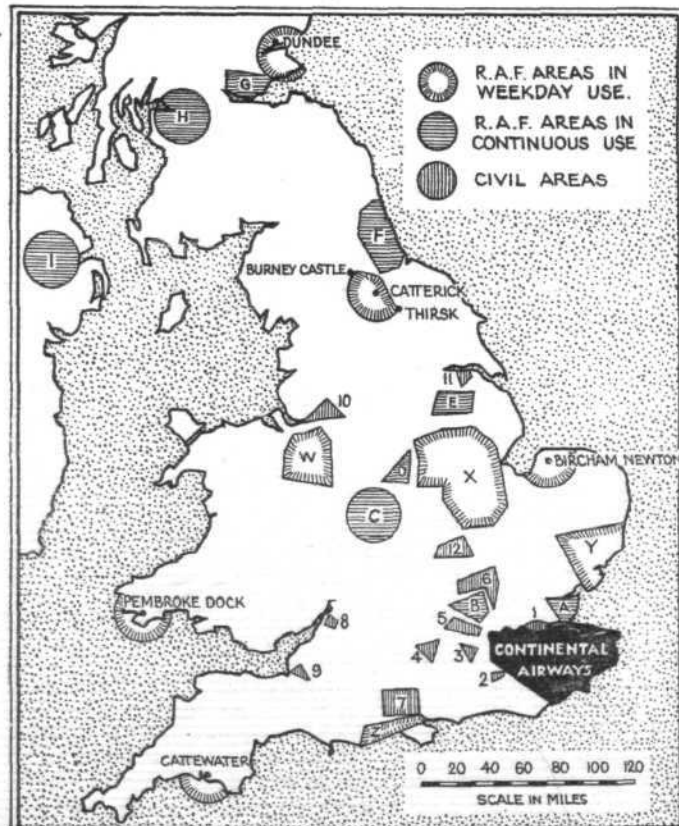 DUNDEE
G
H
R.A.F. AREAS IN
WEEKDAY USE.
R.A.F. AREAS IN
CONTINUOUS USE
CIVIL AREAS
F
I
BURNEY CASTLE
CATTERICK
THIRSK
11
E
10
W
D
X
BIRCHAM NEWTON
C
12
Y
6
PEMBROKE DOCK
B
A
8
5
1
CONTINENTAL
AIRWAYS
4
3
9
2
7
Z
CATTEWATER
0 20 40 60 80 100 120
SCALE IN MILES